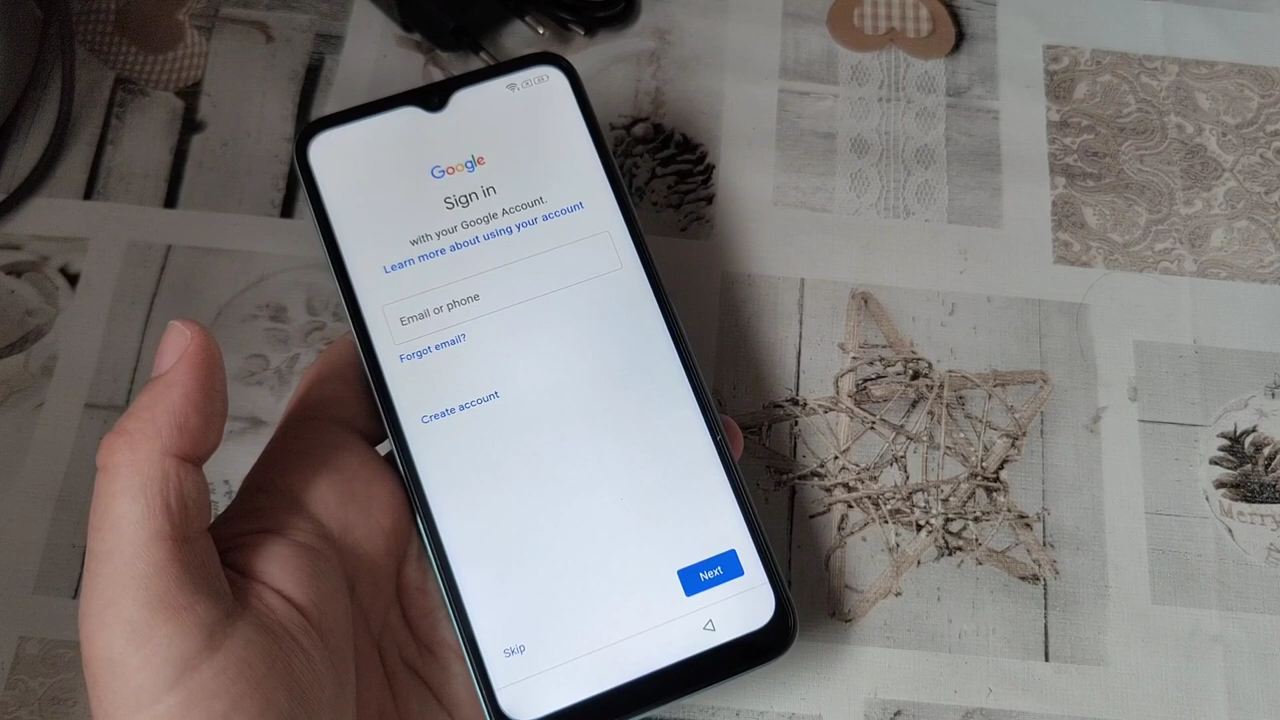 Google
Sign in
with your Google Account.
Learn more about using your account
Email or phone
Forgot email?
Create account
Next
Skip
Merry